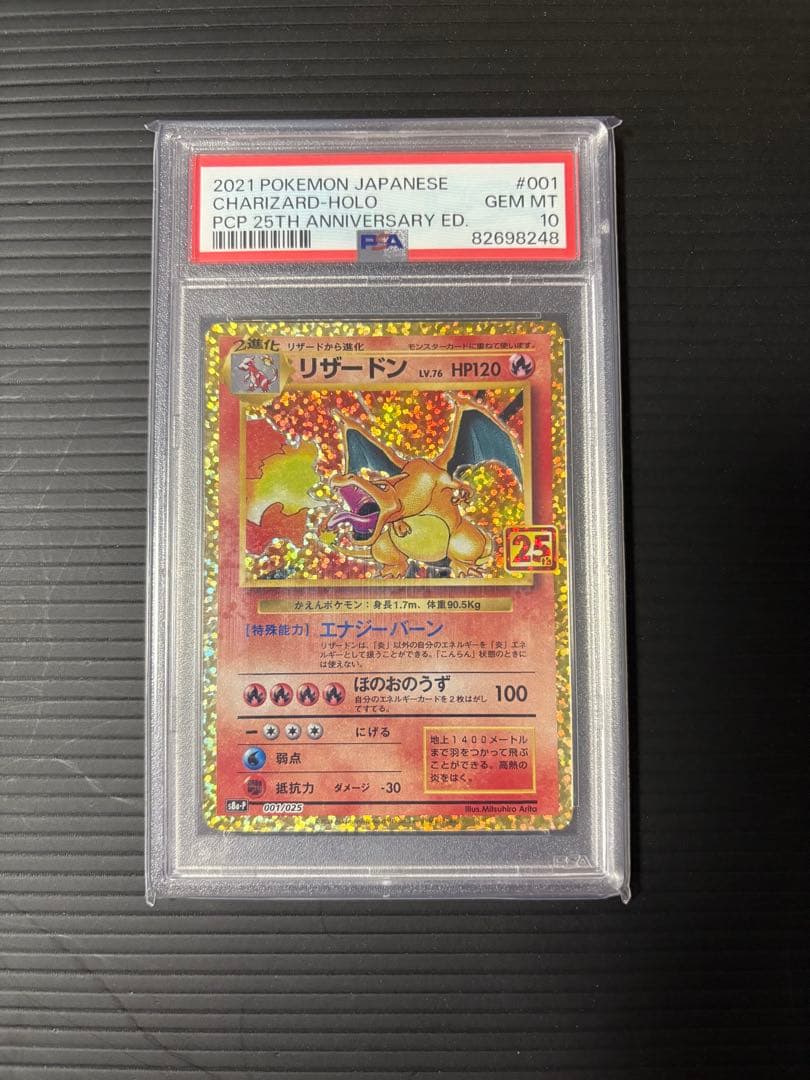 2021 POKEMON JAPANESE #001
CHARIZARD-HOLO GEM MT
PCP 25TH ANNIVERSARY ED. 10
PSA 82698248
2進化 リザードから進化 モンスターカードに重ねて使います。
リザードン LV.76 HP120
25
かえんポケモン：身長1.7m、体重90.5Kg
[特殊能力] エナジーバーン
リザードンは、「炎」以外の自分のエネルギーを「炎」エネ
ルギーとして扱うことができる。「こんらん」状態のときに
は使えない。
ほのおのうず 100
自分のエネルギーカードを2枚はがし
てすてる。
にげる
弱点
抵抗力 ダメージ -30
地上1400メートル
まで羽をつかって飛ぶ
ことができる。高熱の
炎をはく。
s8a-P 001/025 Illus.Mitsuhiro Arita
PSA